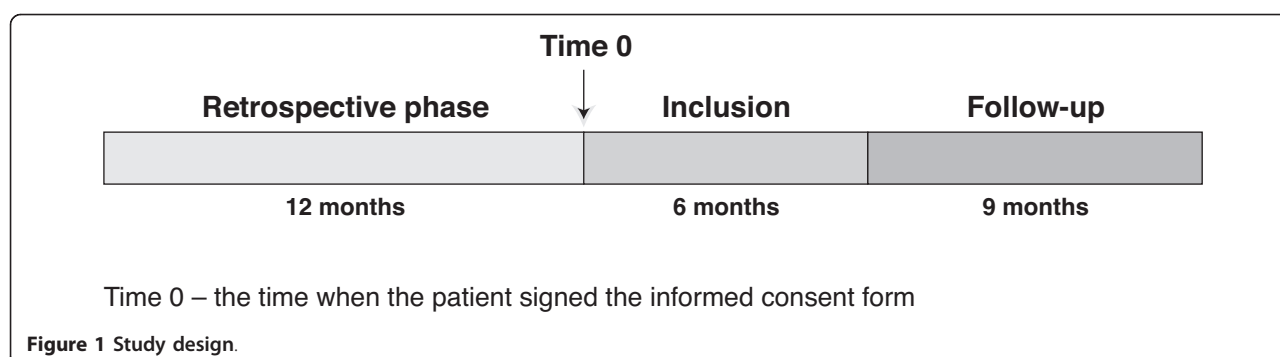 Time 0
Retrospective phase Inclusion Follow-up
12 months 6 months 9 months
Time 0 – the time when the patient signed the informed consent form
Figure 1 Study design.